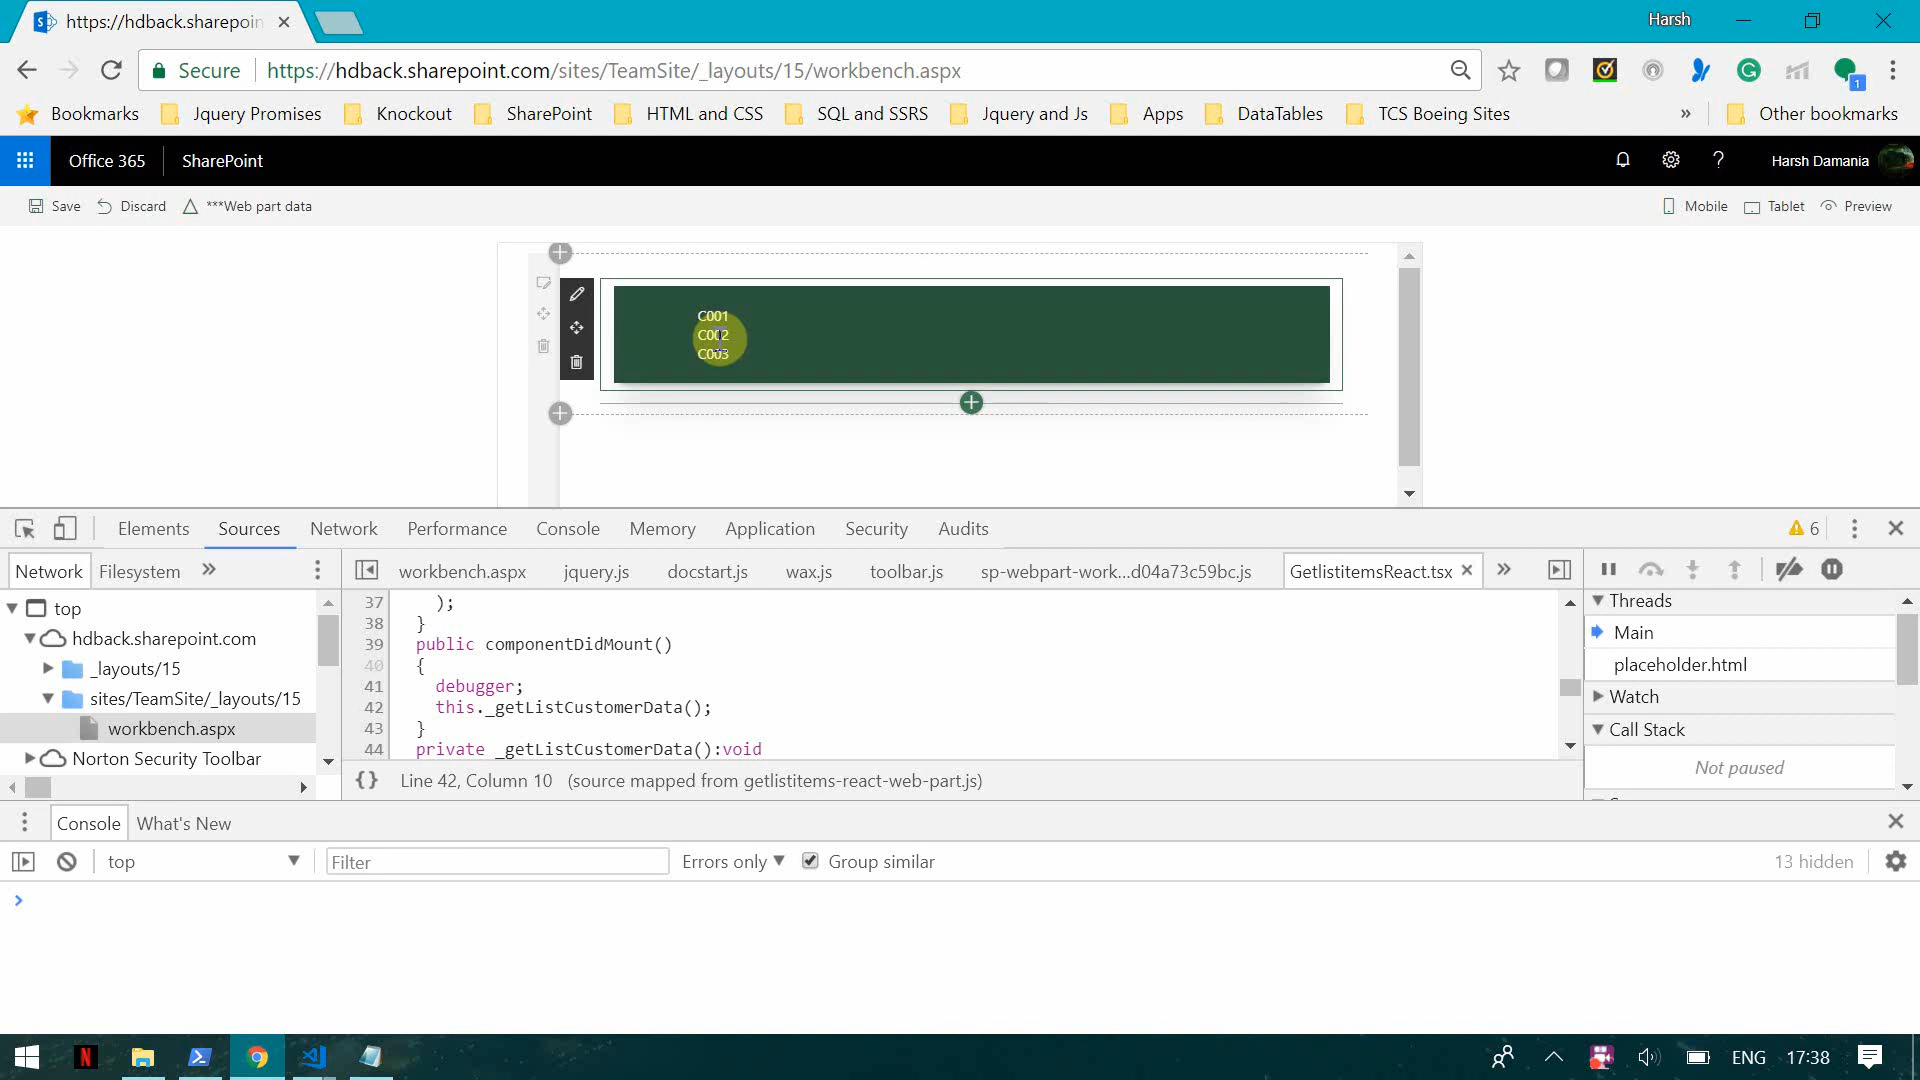 https://hdback.sharepoin
Harsh
Secure https://hdback.sharepoint.com/sites/TeamSite/_layouts/15/workbench.aspx
1
Bookmarks Jquery Promises Knockout SharePoint HTML and CSS SQL and SSRS Jquery and Js Apps DataTables TCS Boeing Sites » Other bookmarks
Office 365 SharePoint ? Harsh Damania
Save Discard ***Web part data Mobile Tablet Preview
C001
C002
C003
Elements Sources Network Performance Console Memory Application Security Audits 6
Network Filesystem » workbench.aspx jquery.js docstart.js wax.js toolbar.js sp-webpart-work...d04a73c59bc.js GetlistitemsReact.tsx »
top
hdback.sharepoint.com
_layouts/15
sites/TeamSite/_layouts/15
workbench.aspx
Norton Security Toolbar
37 );
38 }
39 public componentDidMount()
40 {
41 debugger;
42 this._getListCustomerData();
43 }
44 private _getListCustomerData():void
{} Line 42, Column 10 (source mapped from getlistitems-react-web-part.js)
Threads
Main
placeholder.html
Watch
Call Stack
Not paused
Console What's New
top Filter Errors only Group similar 13 hidden
>
ENG 17:38